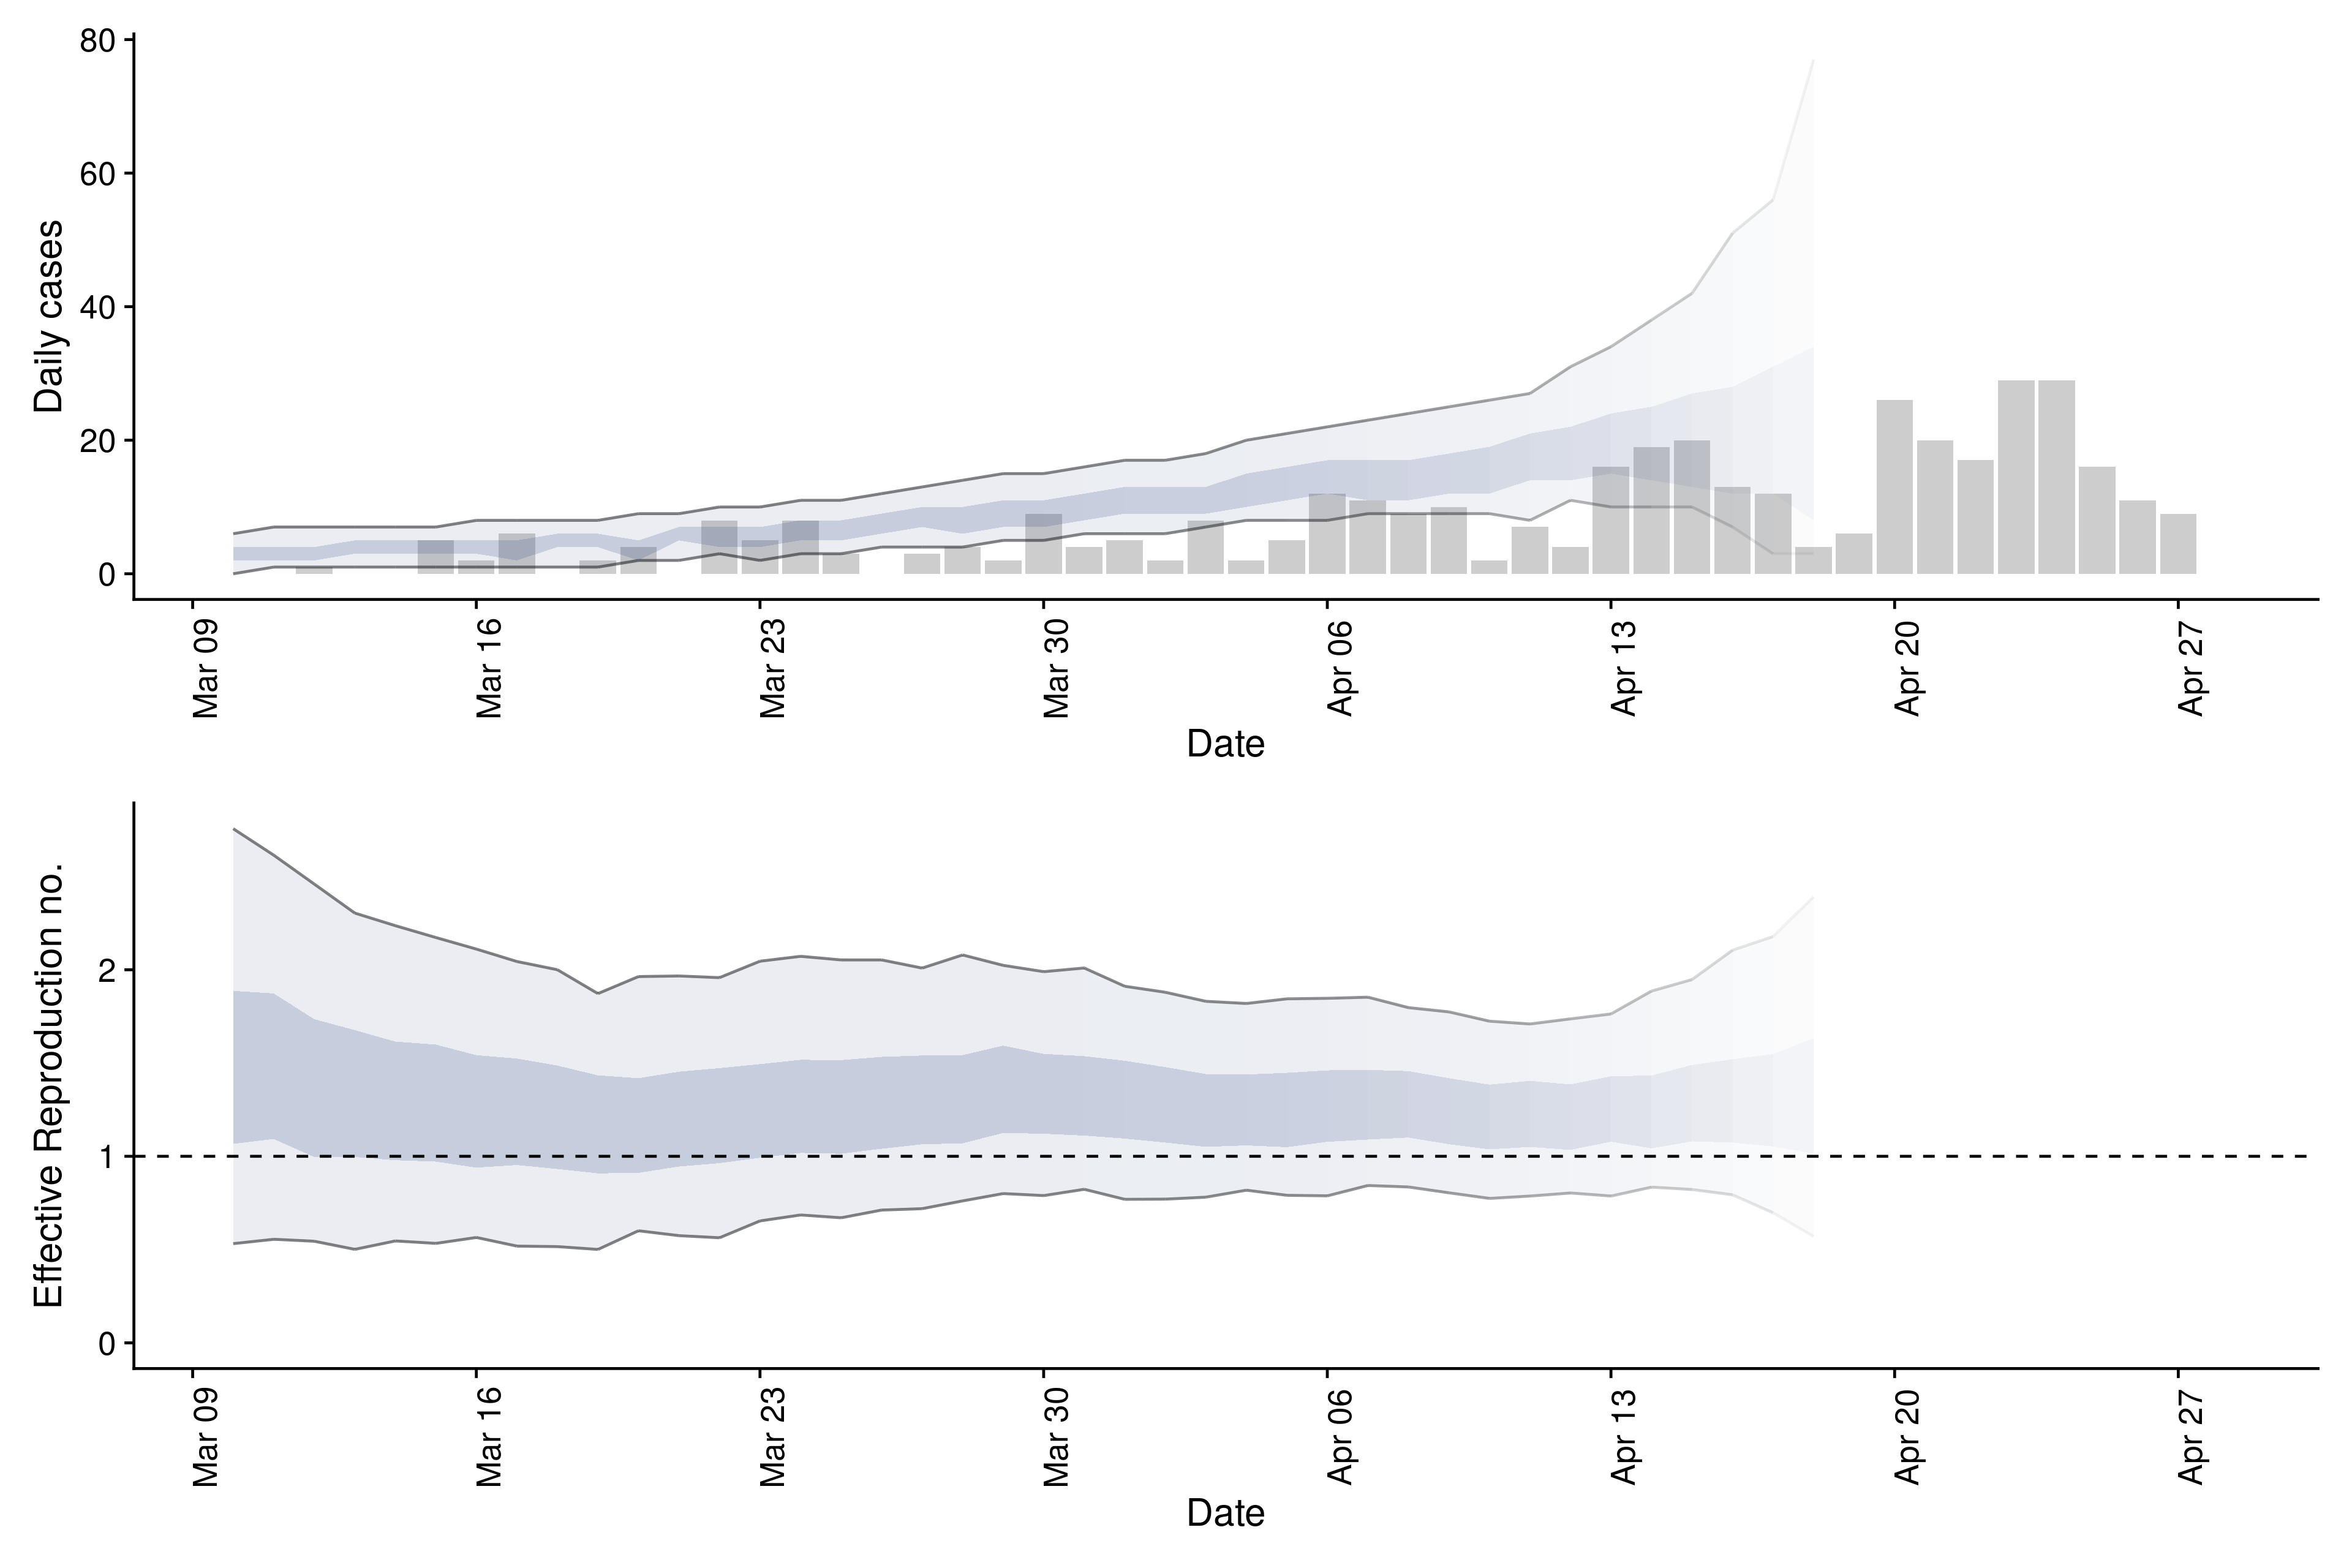 Daily cases
80
60
40
20
0
Mar 09
Mar 16
Mar 23
Mar 30
Apr 06
Apr 13
Apr 20
Apr 27
Date
Effective Reproduction no.
2
1
0
Mar 09
Mar 16
Mar 23
Mar 30
Apr 06
Apr 13
Apr 20
Apr 27
Date